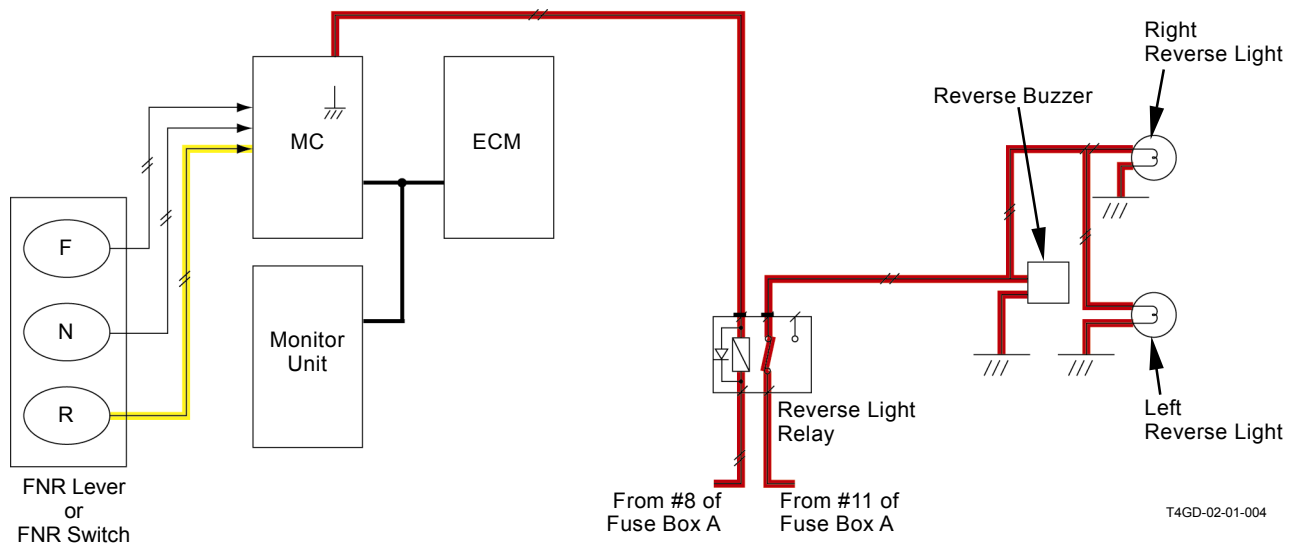 Right
Reverse Light
Reverse Buzzer
MC
ECM
F
N
R
Monitor
Unit
Reverse Light
Relay
Left
Reverse Light
FNR Lever
or
FNR Switch
From #8 of
Fuse Box A
From #11 of
Fuse Box A
T4GD-02-01-004